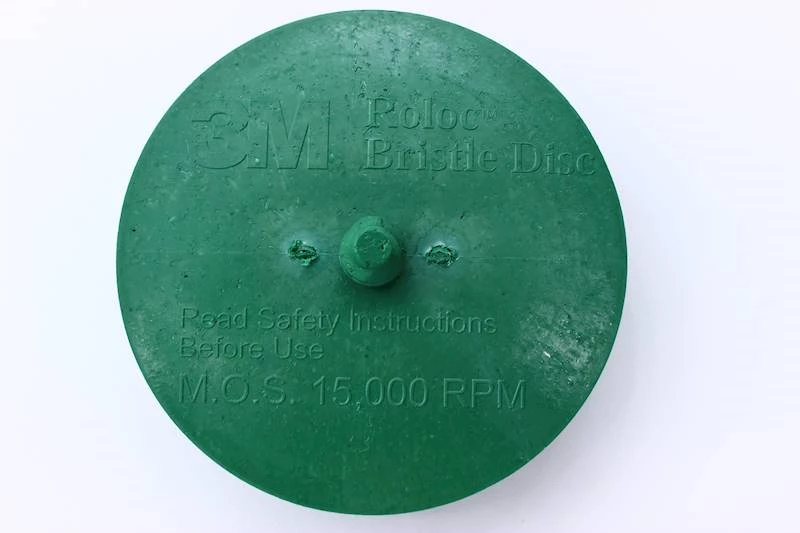 3M Roloc™
Bristle Disc
Read Safety Instructions
Before Use
M.O.S. 15,000 RPM